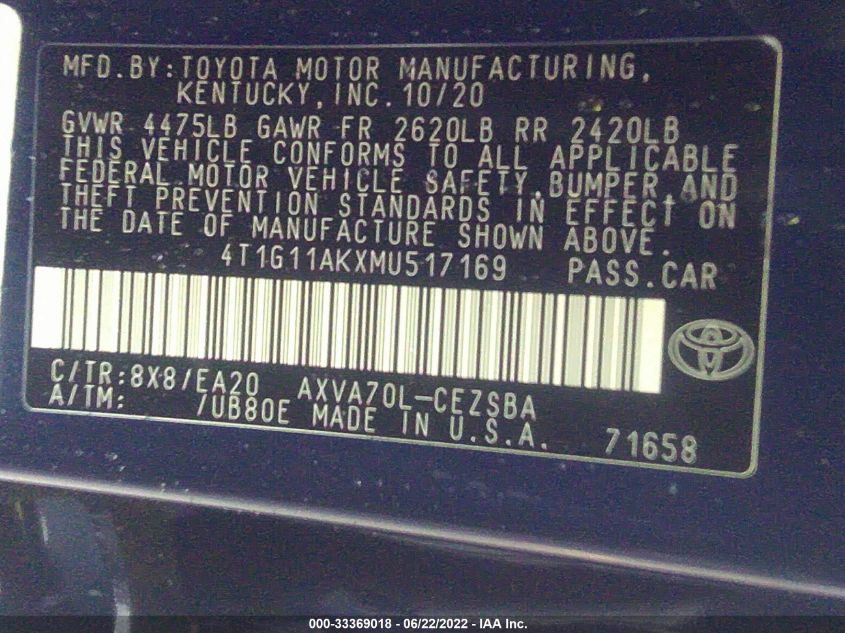 MFD.BY:TOYOTA MOTOR MANUFACTURING,
KENTUCKY,INC.10/20
GVWR 4475LB GAWR FR 2620LB RR 2420LB
THIS VEHICLE CONFORMS TO ALL APPLICABLE
FEDERAL MOTOR VEHICLE SAFETY,BUMPER,AND
THEFT PREVENTION STANDARDS IN EFFECT ON
THE DATE OF MANUFACTURE SHOWN ABOVE.
4T1G11AKXMU517169 PASS.CAR
C/TR:8X8/EA20 AXVA70L-CEZSBA
A/TM: /UB80E MADE IN U.S.A. 71658
000-33369018 - 06/22/2022 - IAA Inc.